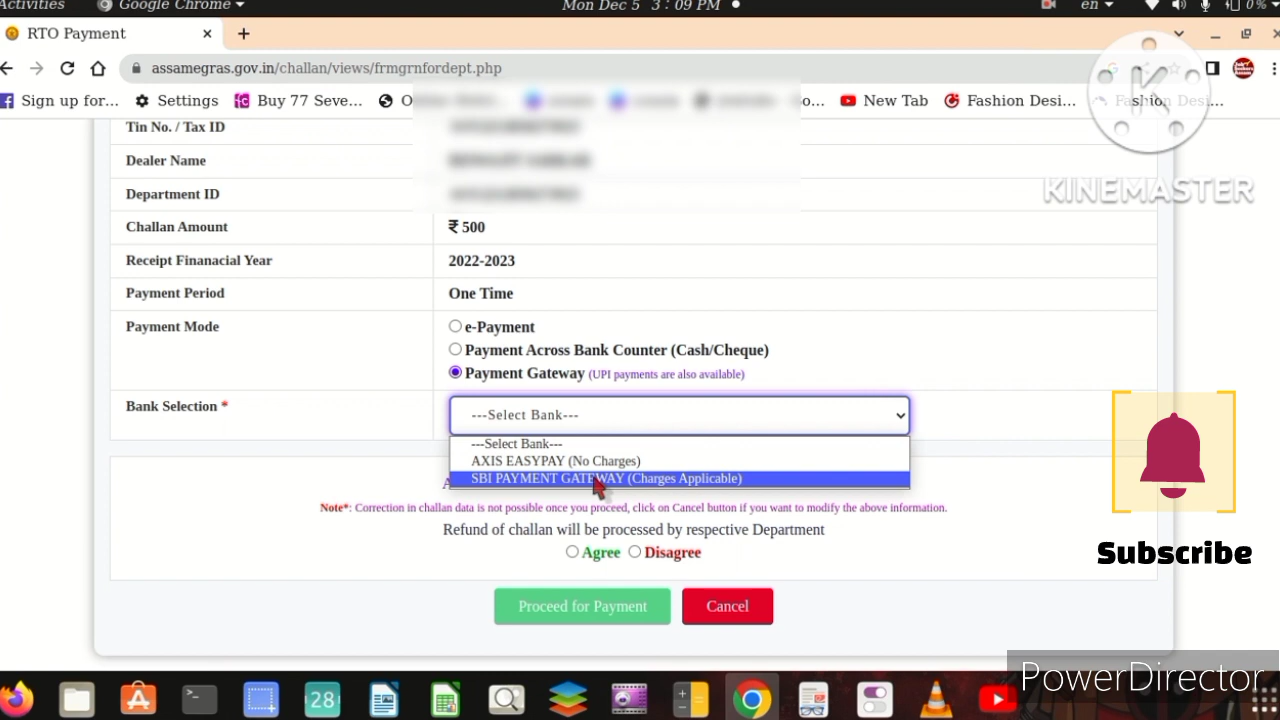 Activities
Google Chrome
Mon Dec 5 3:09 PM
en
0%
RTO Payment
assamegras.gov.in/challan/views/frmgrnfordept.php
Sign up for...
Settings
Buy 77 Seve...
New Tab
Fashion Desi...
Fashion Desi...
KINEMASTER
Tin No. / Tax ID
Dealer Name
Department ID
Challan Amount
₹ 500
Receipt Finanacial Year
2022-2023
Payment Period
One Time
Payment Mode
e-Payment
Payment Across Bank Counter (Cash/Cheque)
Payment Gateway (UPI payments are also available)
Bank Selection *
---Select Bank---
---Select Bank---
AXIS EASYPAY (No Charges)
SBI PAYMENT GATEWAY (Charges Applicable)
Note*: Correction in challan data is not possible once you proceed, click on Cancel button if you want to modify the above information.
Refund of challan will be processed by respective Department
Agree Disagree
Subscribe
Proceed for Payment
Cancel
28
PowerDirector